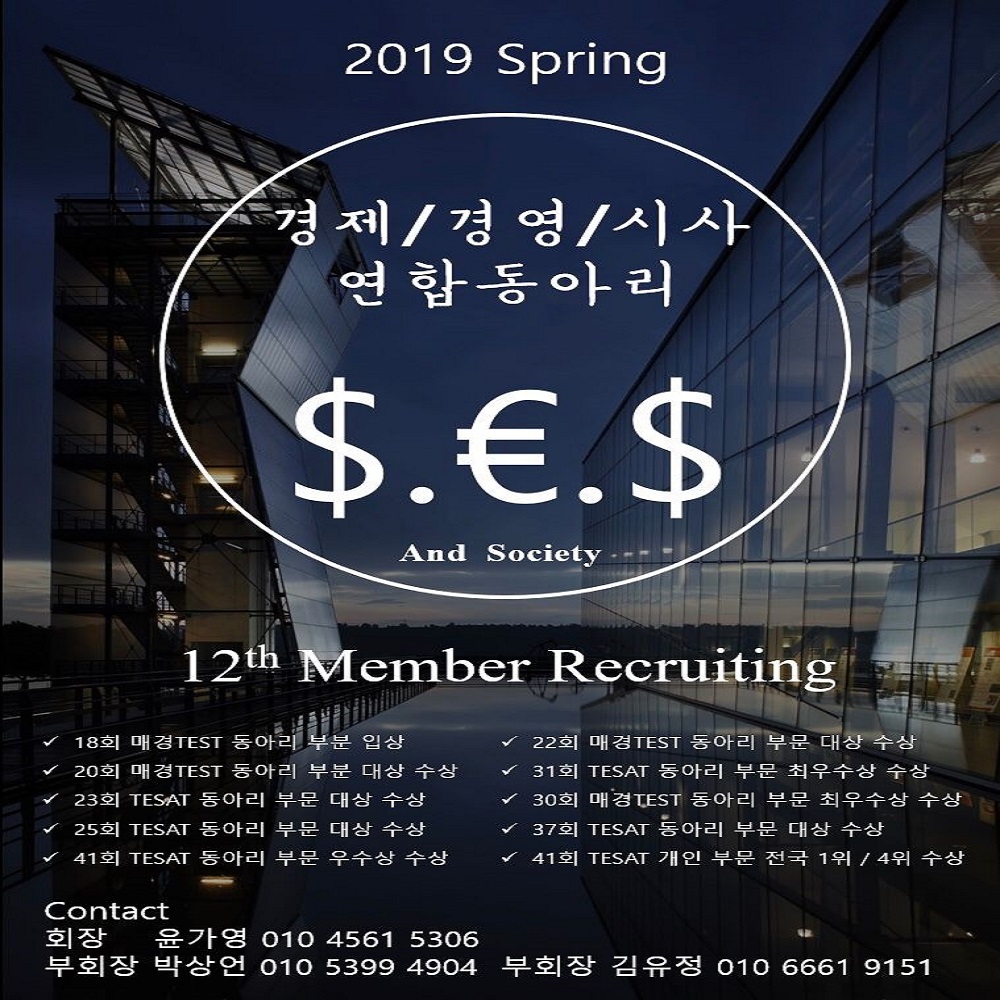 2019 Spring
경제/경영/시사
연합동아리
$.€.$
And Society
12th Member Recruiting
✓ 18회 매경TEST 동아리 부분 입상
✓ 20회 매경TEST 동아리 부분 대상 수상
✓ 23회 TESAT 동아리 부문 대상 수상
✓ 25회 TESAT 동아리 부문 대상 수상
✓ 41회 TESAT 동아리 부문 우수상 수상
✓ 22회 매경TEST 동아리 부문 대상 수상
✓ 31회 TESAT 동아리 부문 최우수상 수상
✓ 30회 매경TEST 동아리 부문 최우수상 수상
✓ 37회 TESAT 동아리 부문 대상 수상
✓ 41회 TESAT 개인 부문 전국 1위 / 4위 수상
Contact
회장 윤가영 010 4561 5306
부회장 박상언 010 5399 4904 부회장 김유정 010 6661 9151